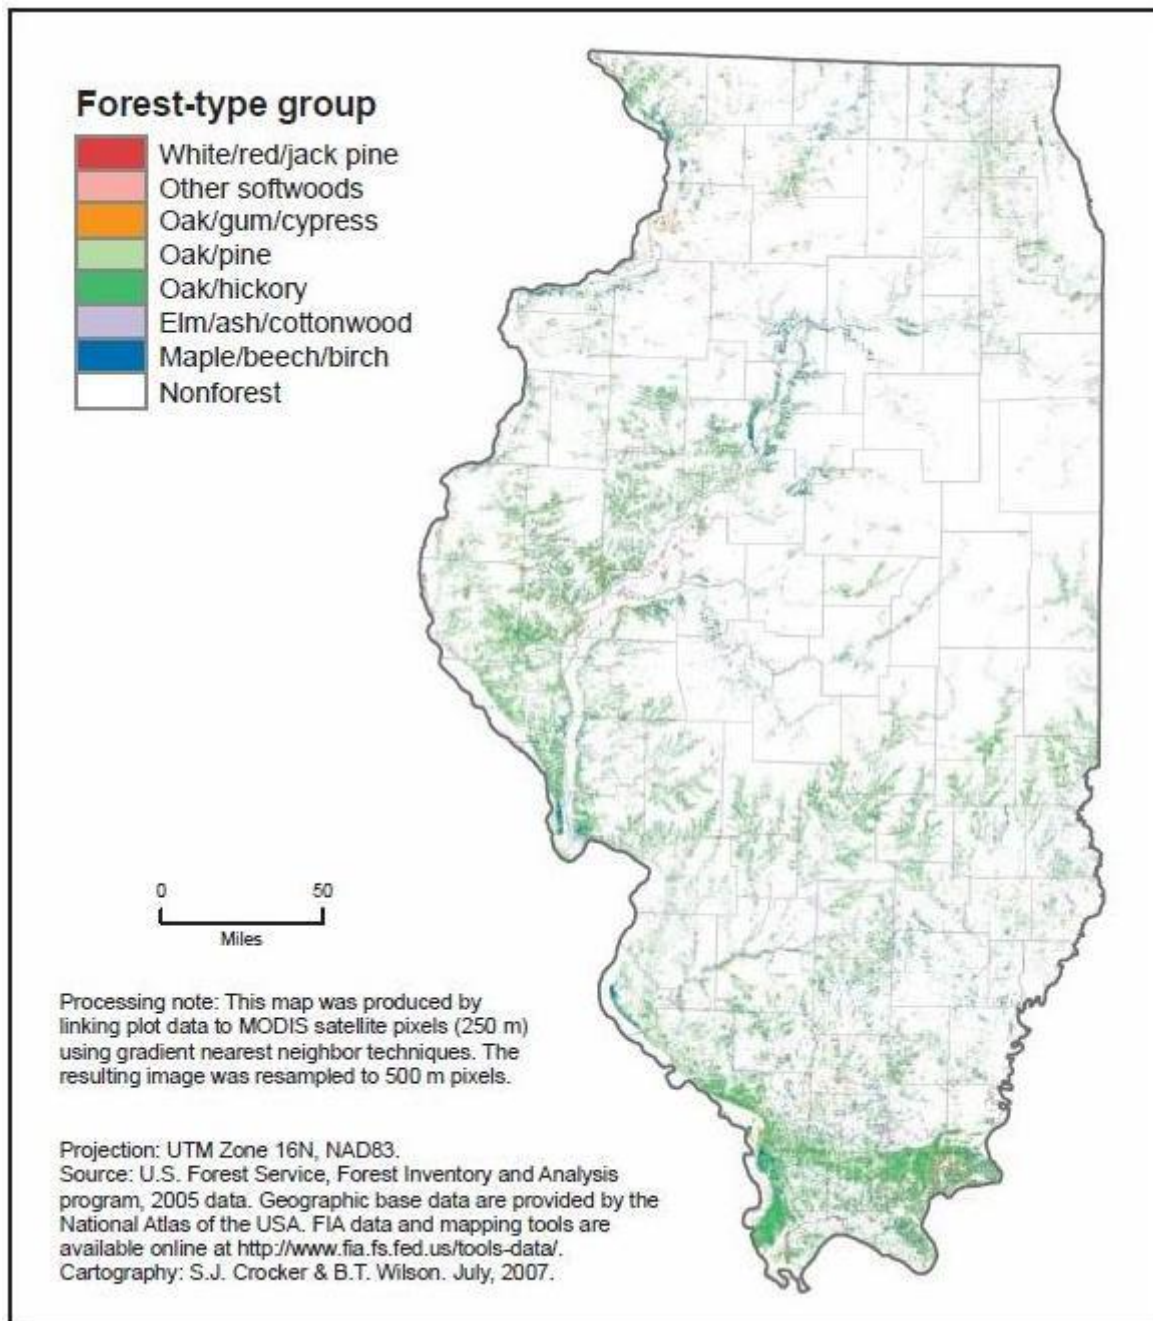 Forest-type group
White/red/jack pine
Other softwoods
Oak/gum/cypress
Oak/pine
Oak/hickory
Elm/ash/cottonwood
Maple/beech/birch
Nonforest
0 50
Miles
Processing note: This map was produced by
linking plot data to MODIS satellite pixels (250 m)
using gradient nearest neighbor techniques. The
resulting image was resampled to 500 m pixels.
Projection: UTM Zone 16N, NAD83.
Source: U.S. Forest Service, Forest Inventory and Analysis
program, 2005 data. Geographic base data are provided by the
National Atlas of the USA. FIA data and mapping tools are
available online at http://www.fia.fs.fed.us/tools-data/.
Cartography: S.J. Crocker & B.T. Wilson. July, 2007.